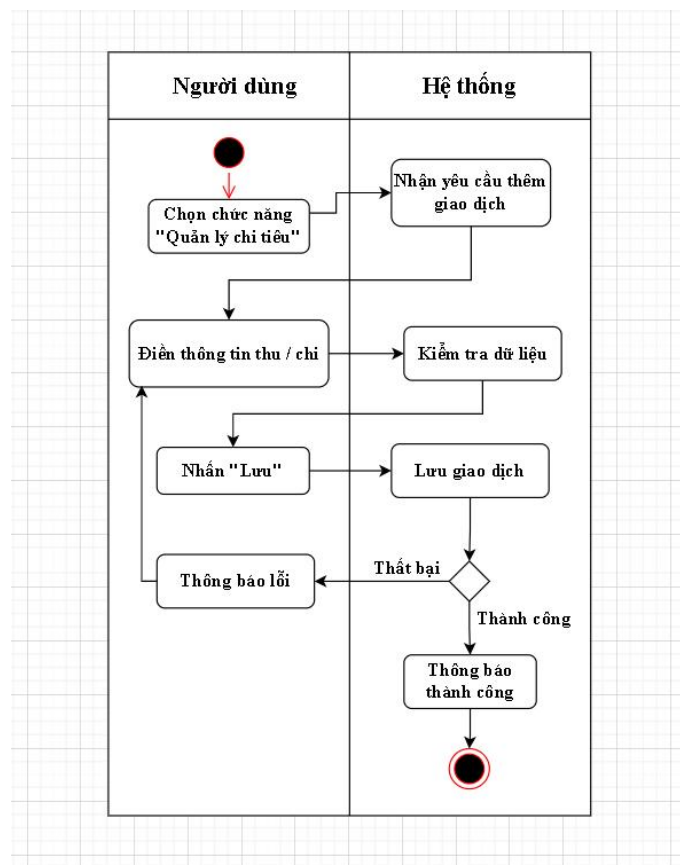 Người dùng
Hệ thống
Chọn chức năng
"Quản lý chi tiêu"
Nhận yêu cầu thêm
giao dịch
Điền thông tin thu / chi
Kiểm tra dữ liệu
Nhấn "Lưu"
Lưu giao dịch
Thông báo lỗi
Thất bại
Thành công
Thông báo
thành công